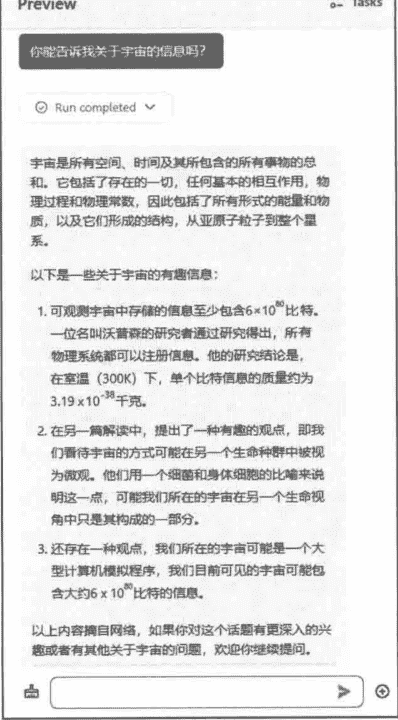 Preview
Tasks
你能告诉我关于宇宙的信息吗？
Run completed
宇宙是所有空间、时间及其所包含的所有事物的总
和。它包括了存在的一切，任何基本的相互作用，物
理过程和物理常数，因此包括了所有形式的能量和物
质，以及它们形成的结构，从亚原子粒子到整个星
系。
以下是一些关于宇宙的有趣信息：
1. 可观测宇宙中存储的信息至少包含6×10⁸⁰比特。
一位名叫沃普森的研究者通过研究得出，所有
物理系统都可以注册信息。他的研究结论是，
在室温（300K）下，单个比特信息的质量约为
3.19 x 10⁻³⁸千克。
2. 在另一篇解读中，提出了一种有趣的观点，即我
们看待宇宙的方式可能在另一个生命种群中被视
为微观。他们用一个细菌和身体细胞的比喻来说
明这一点，可能我们所在的宇宙在另一个生命视
角中只是其构成的一部分。
3. 还存在一种观点，我们所在的宇宙可能是一个大
型计算机模拟程序，我们目前可见的宇宙可能包
含大约6 x 10⁸⁰比特的信息。
以上内容摘自网络，如果你对这个话题有更深入的兴
趣或者有其他关于宇宙的问题，欢迎你继续提问。